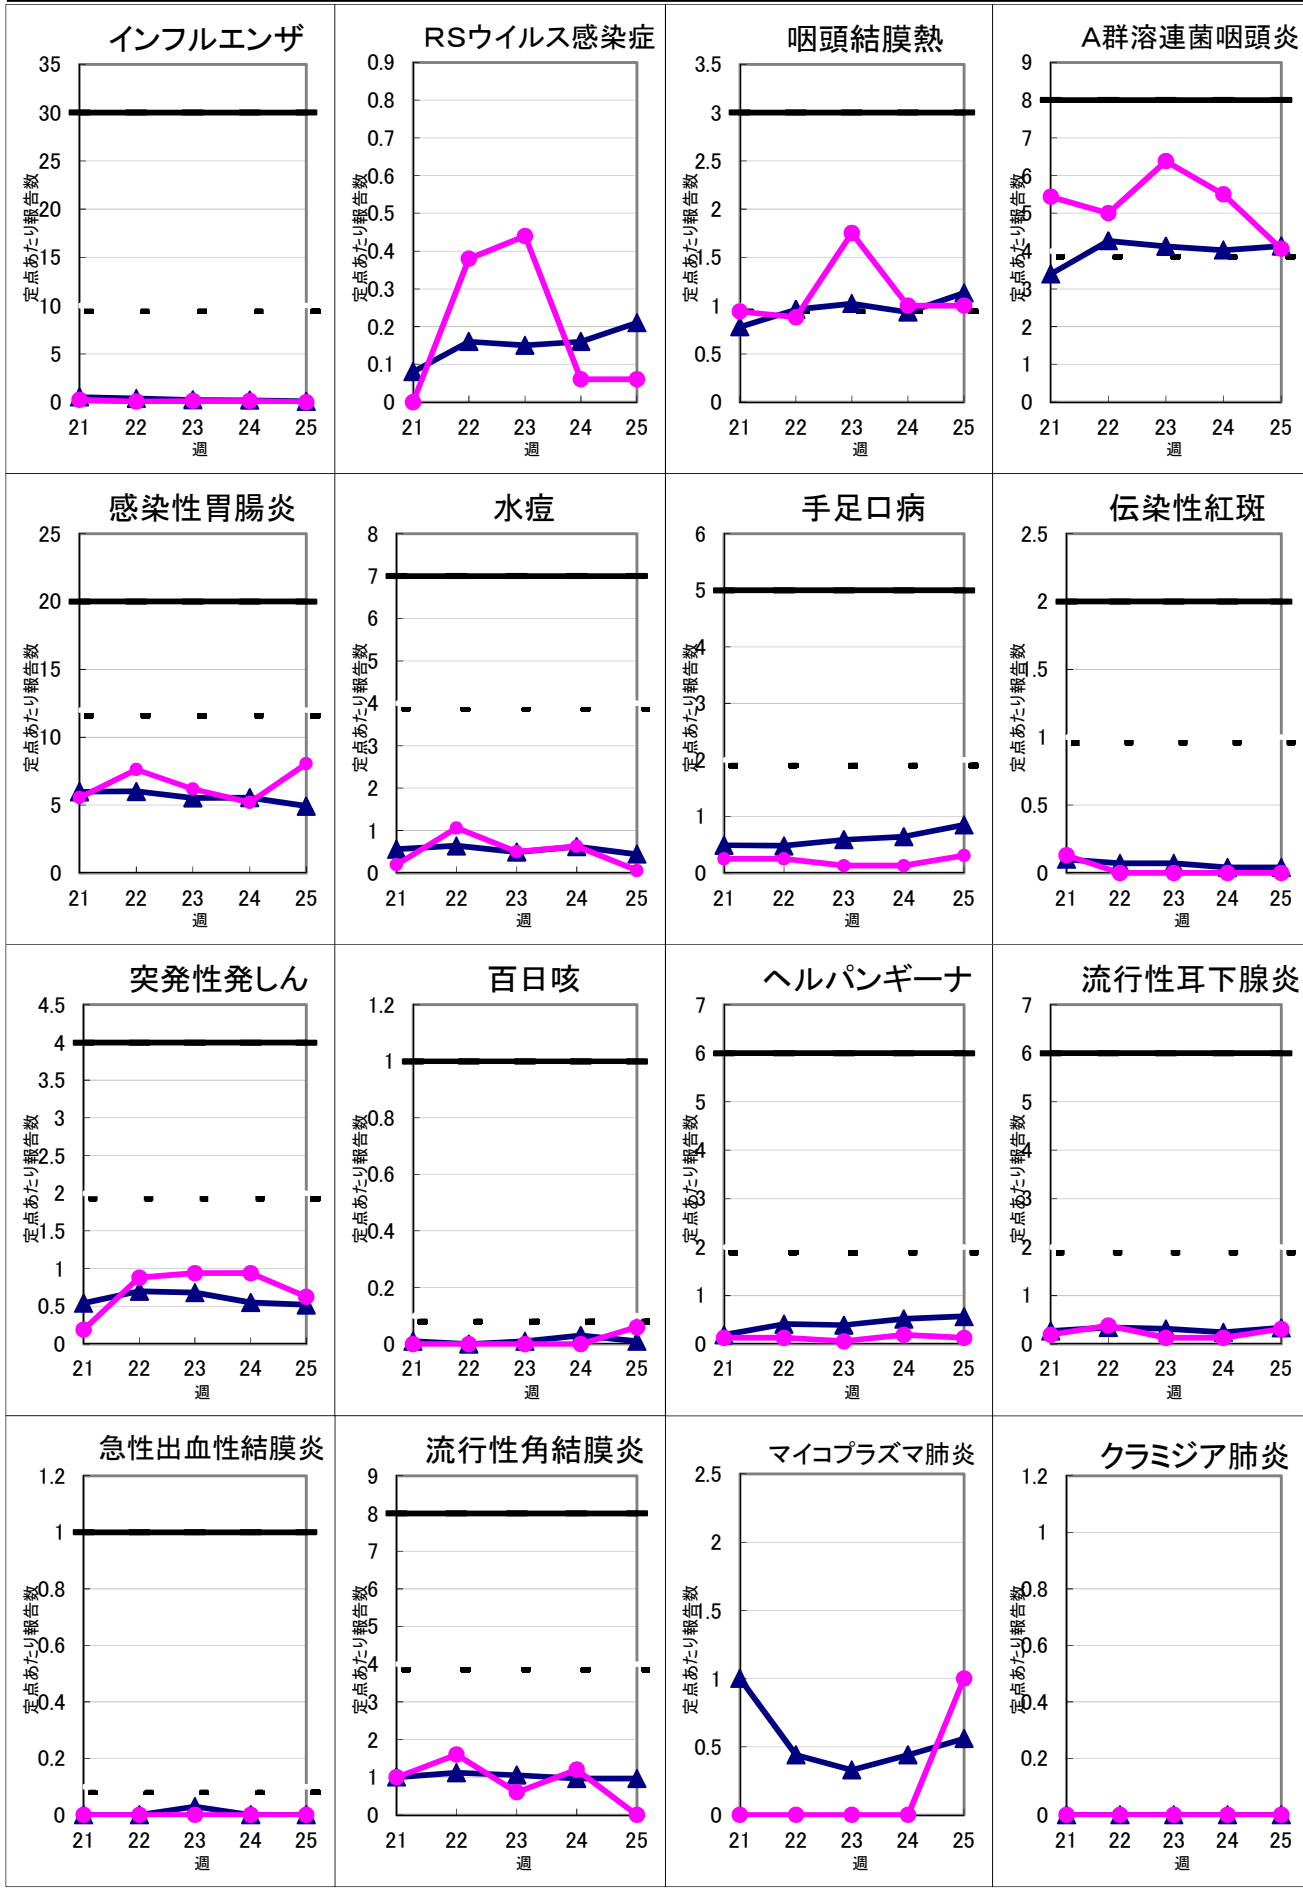 インフルエンザ
35
30
25
20
15
10
5
0
定点あたり報告数
21 22 23 24 25
週
RSウイルス感染症
0.9
0.8
0.7
0.6
0.5
0.4
0.3
0.2
0.1
0
定点あたり報告数
21 22 23 24 25
週
咽頭結膜熱
3.5
3
2.5
2
1.5
1
0.5
0
定点あたり報告数
21 22 23 24 25
週
A群溶連菌咽頭炎
9
8
7
6
5
4
3
2
1
0
定点あたり報告数
21 22 23 24 25
週
感染性胃腸炎
25
20
15
10
5
0
定点あたり報告数
21 22 23 24 25
週
水痘
8
7
6
5
4
3
2
1
0
定点あたり報告数
21 22 23 24 25
週
手足口病
6
5
4
3
2
1
0
定点あたり報告数
21 22 23 24 25
週
伝染性紅斑
2.5
2
1.5
1
0.5
0
定点あたり報告数
21 22 23 24 25
週
突発性発しん
4.5
4
3.5
3
2.5
2
1.5
1
0.5
0
定点あたり報告数
21 22 23 24 25
週
百日咳
1.2
1
0.8
0.6
0.4
0.2
0
定点あたり報告数
21 22 23 24 25
週
ヘルパンギーナ
7
6
5
4
3
2
1
0
定点あたり報告数
21 22 23 24 25
週
流行性耳下腺炎
7
6
5
4
3
2
1
0
定点あたり報告数
21 22 23 24 25
週
急性出血性結膜炎
1.2
1
0.8
0.6
0.4
0.2
0
定点あたり報告数
21 22 23 24 25
週
流行性角結膜炎
9
8
7
6
5
4
3
2
1
0
定点あたり報告数
21 22 23 24 25
週
マイコプラズマ肺炎
2.5
2
1.5
1
0.5
0
定点あたり報告数
21 22 23 24 25
週
クラミジア肺炎
1.2
1
0.8
0.6
0.4
0.2
0
定点あたり報告数
21 22 23 24 25
週